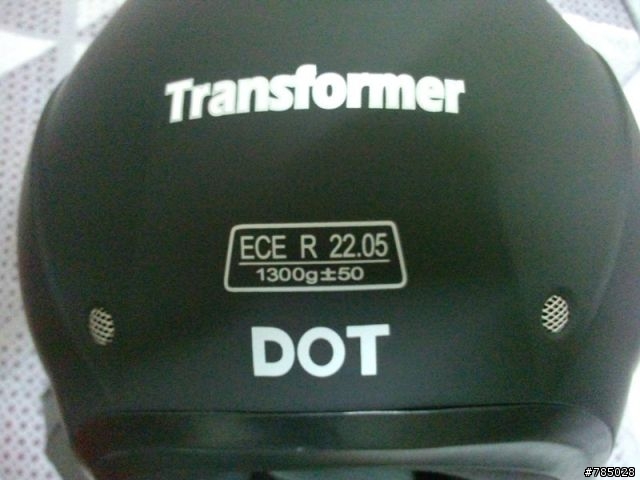 Transformer
ECE R 22.05
1300g±50
DOT
#785028